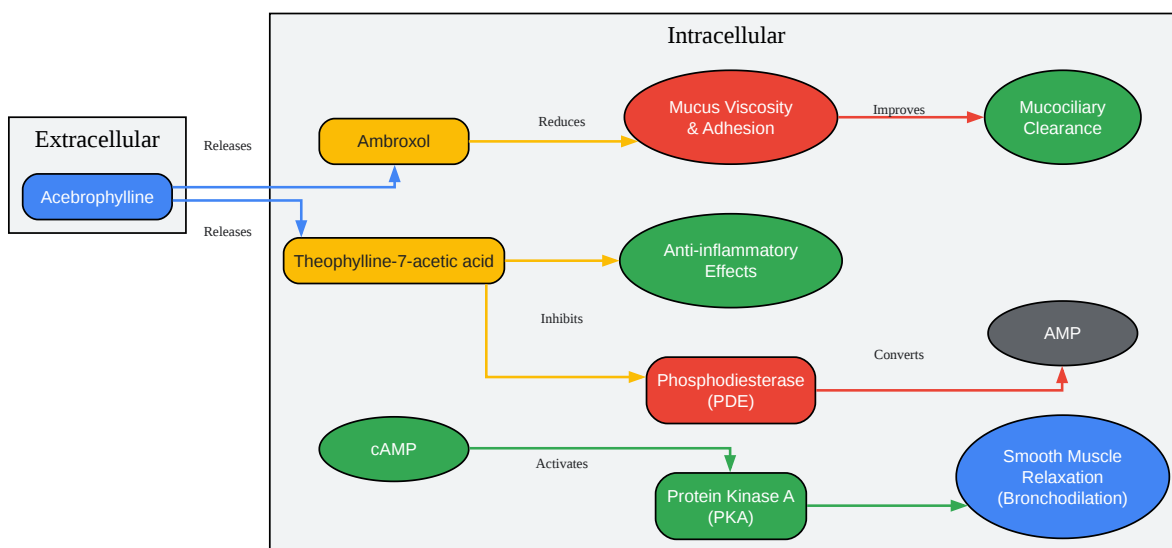 Intracellular
Extracellular
Acebrophylline
Releases
Releases
Ambroxol
Reduces
Mucus Viscosity
& Adhesion
Improves
Mucociliary
Clearance
Theophylline-7-acetic acid
Anti-inflammatory
Effects
Inhibits
Phosphodiesterase
(PDE)
Converts
AMP
cAMP
Activates
Protein Kinase A
(PKA)
Smooth Muscle
Relaxation
(Bronchodilation)